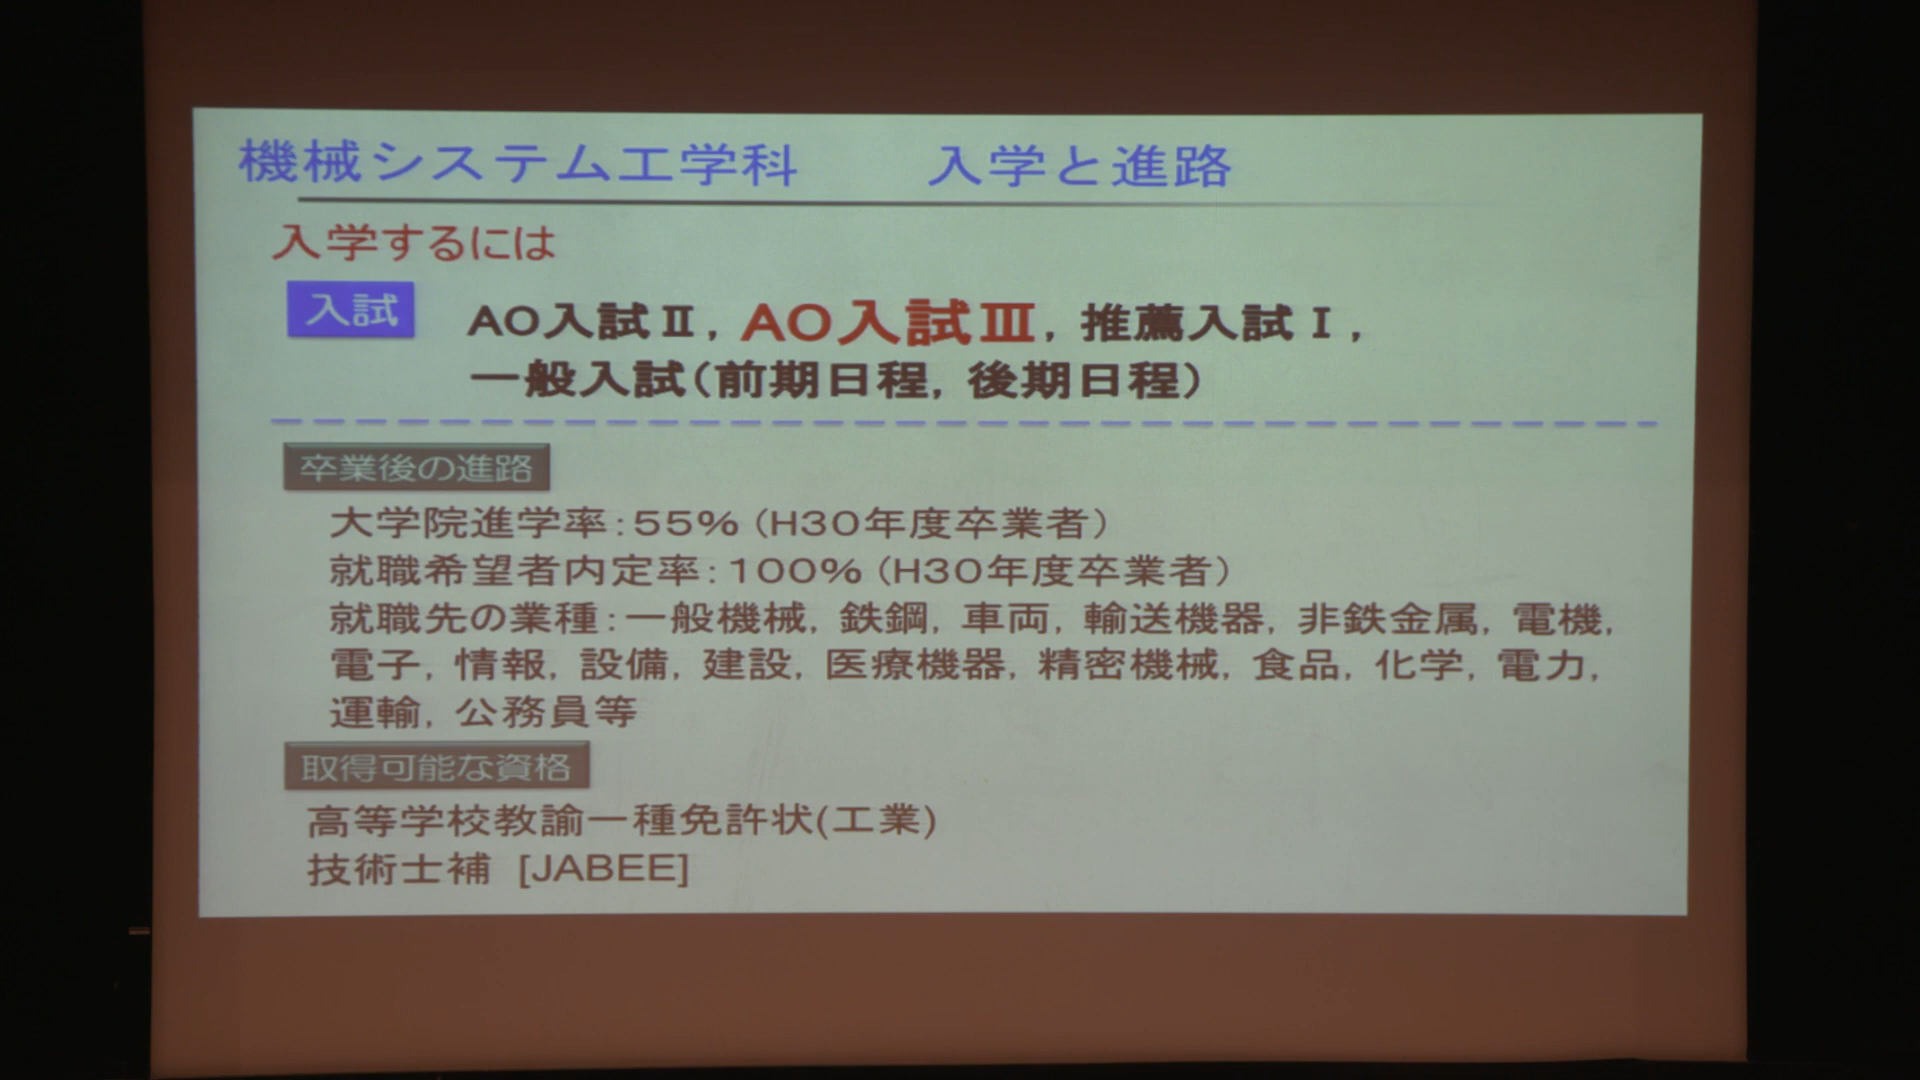 機械システム工学科　入学と進路
入学するには
入試
AO入試Ⅱ，AO入試Ⅲ，推薦入試Ⅰ，
一般入試（前期日程，後期日程）
卒業後の進路
大学院進学率：55%（H30年度卒業者）
就職希望者内定率：100%（H30年度卒業者）
就職先の業種：一般機械，鉄鋼，車両，輸送機器，非鉄金属，電機，
電子，情報，設備，建設，医療機器，精密機械，食品，化学，電力，
運輸，公務員等
取得可能な資格
高等学校教諭一種免許状(工業)
技術士補 [JABEE]